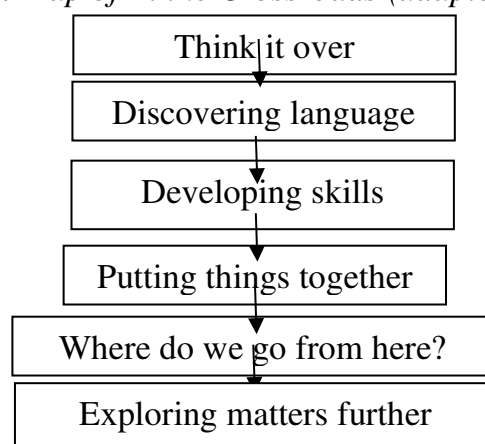 Think it over
Discovering language
Developing skills
Putting things together
Where do we go from here?
Exploring matters further